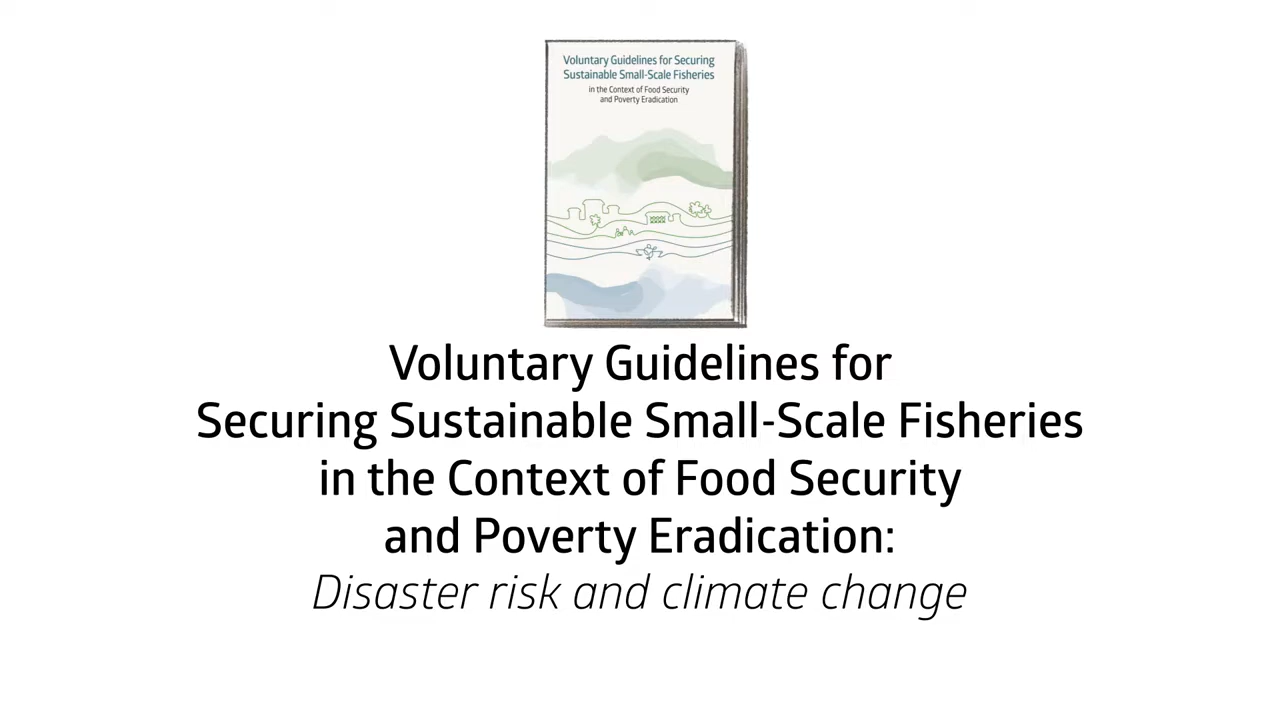 Voluntary Guidelines for Securing
Sustainable Small-Scale Fisheries
in the Context of Food Security
and Poverty Eradication
Voluntary Guidelines for
Securing Sustainable Small-Scale Fisheries
in the Context of Food Security
and Poverty Eradication:
Disaster risk and climate change